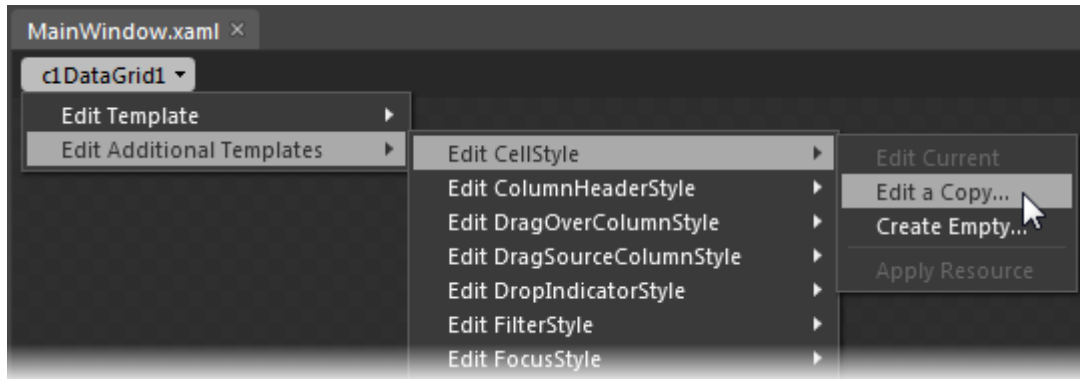 MainWindow.xaml ×
c1DataGrid1
Edit Template
Edit Additional Templates
Edit CellStyle
Edit ColumnHeaderStyle
Edit DragOverColumnStyle
Edit DragSourceColumnStyle
Edit DropIndicatorStyle
Edit FilterStyle
Edit FocusStyle
Edit Current
Edit a Copy...
Create Empty...
Apply Resource